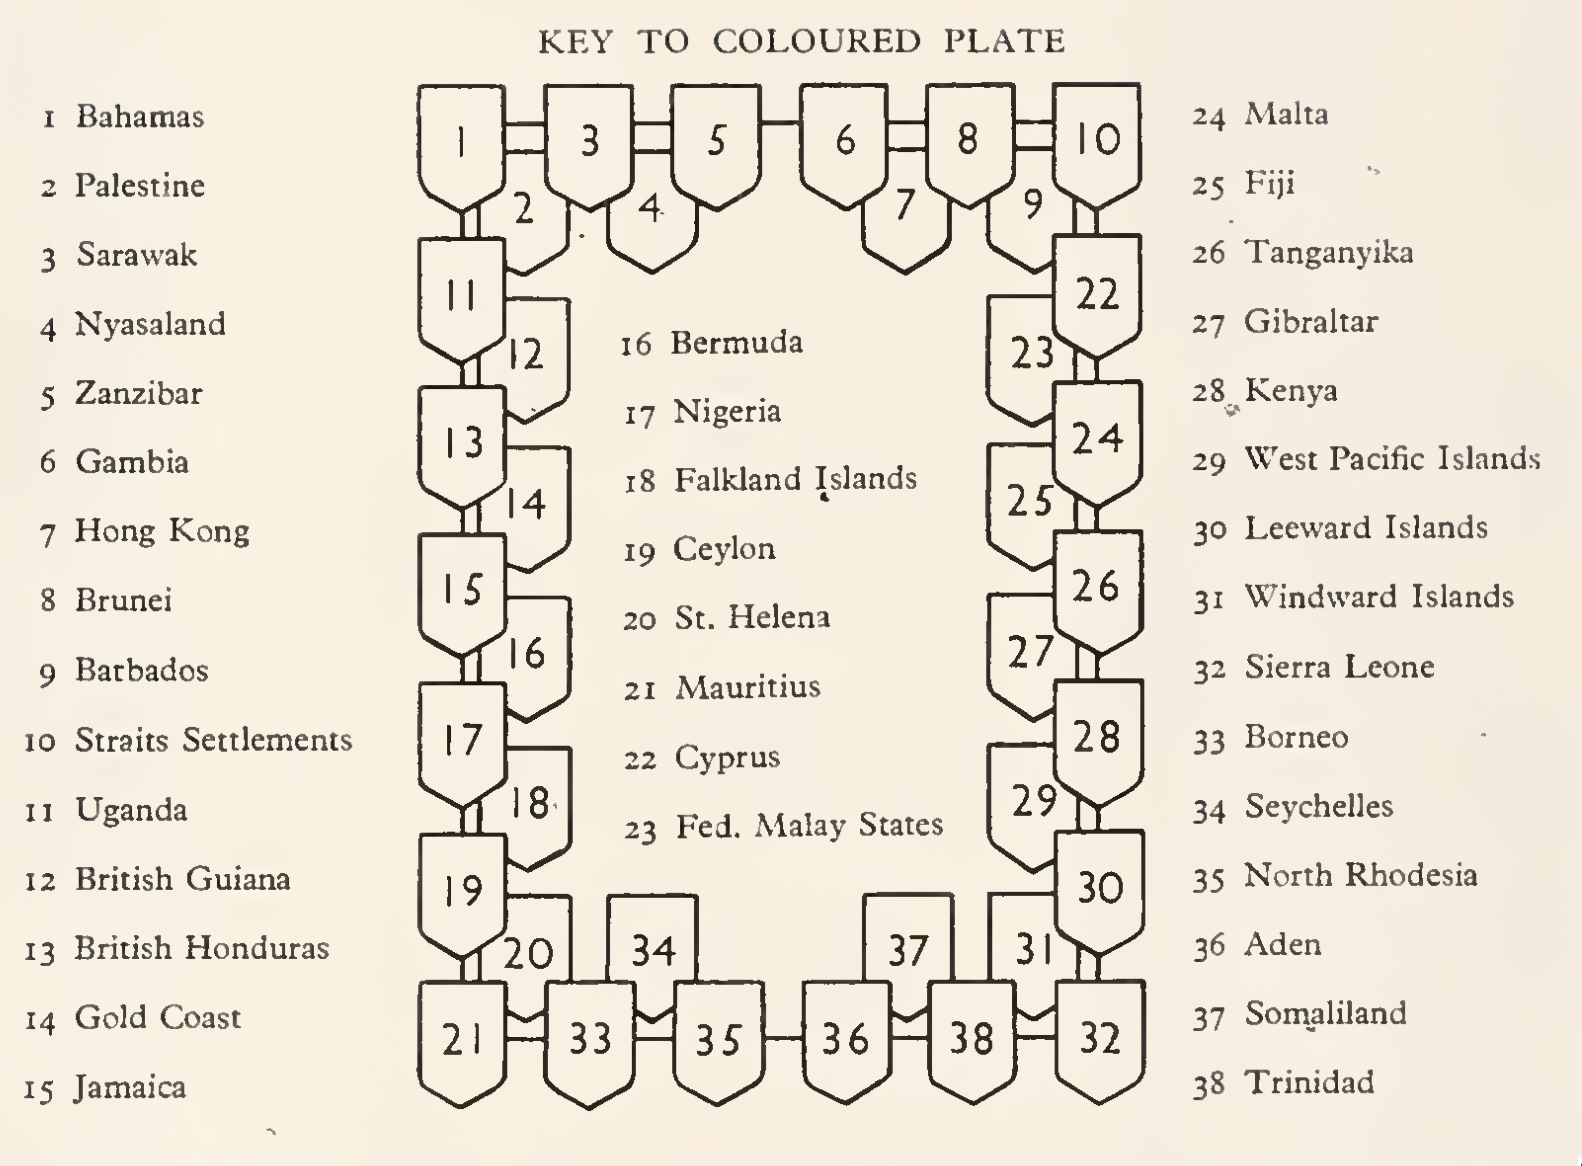 KEY TO COLOURED PLATE
1 Bahamas
2 Palestine
3 Sarawak
4 Nyasaland
5 Zanzibar
6 Gambia
7 Hong Kong
8 Brunei
9 Barbados
10 Straits Settlements
11 Uganda
12 British Guiana
13 British Honduras
14 Gold Coast
15 Jamaica
1 3 5 6 8 10
2 4 7 9
11 22
12 23
13 24
14 25
15 26
16 27
17 28
18 29
19 30
20 34 37 31
21 33 35 36 38 32
16 Bermuda
17 Nigeria
18 Falkland Islands
19 Ceylon
20 St. Helena
21 Mauritius
22 Cyprus
23 Fed. Malay States
24 Malta
25 Fiji
26 Tanganyika
27 Gibraltar
28 Kenya
29 West Pacific Islands
30 Leeward Islands
31 Windward Islands
32 Sierra Leone
33 Borneo
34 Seychelles
35 North Rhodesia
36 Aden
37 Somaliland
38 Trinidad